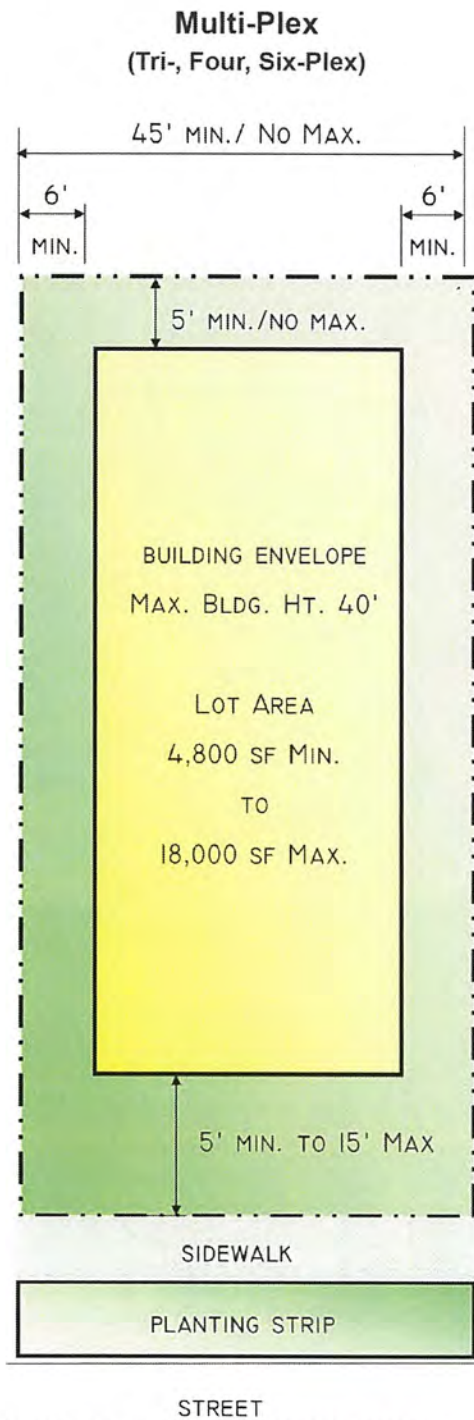 Multi-Plex
(Tri-, Four, Six-Plex)
45' MIN./ NO MAX.
6' 6'
MIN. MIN.
5' MIN./NO MAX.
BUILDING ENVELOPE
MAX. BLDG. HT. 40'
LOT AREA
4,800 SF MIN.
TO
18,000 SF MAX.
5' MIN. TO 15' MAX
SIDEWALK
PLANTING STRIP
STREET